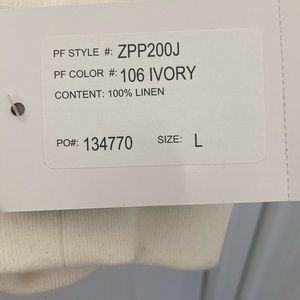 PF STYLE #: ZPP200J
PF COLOR #: 106 IVORY
CONTENT: 100% LINEN
PO#: 134770 SIZE: L